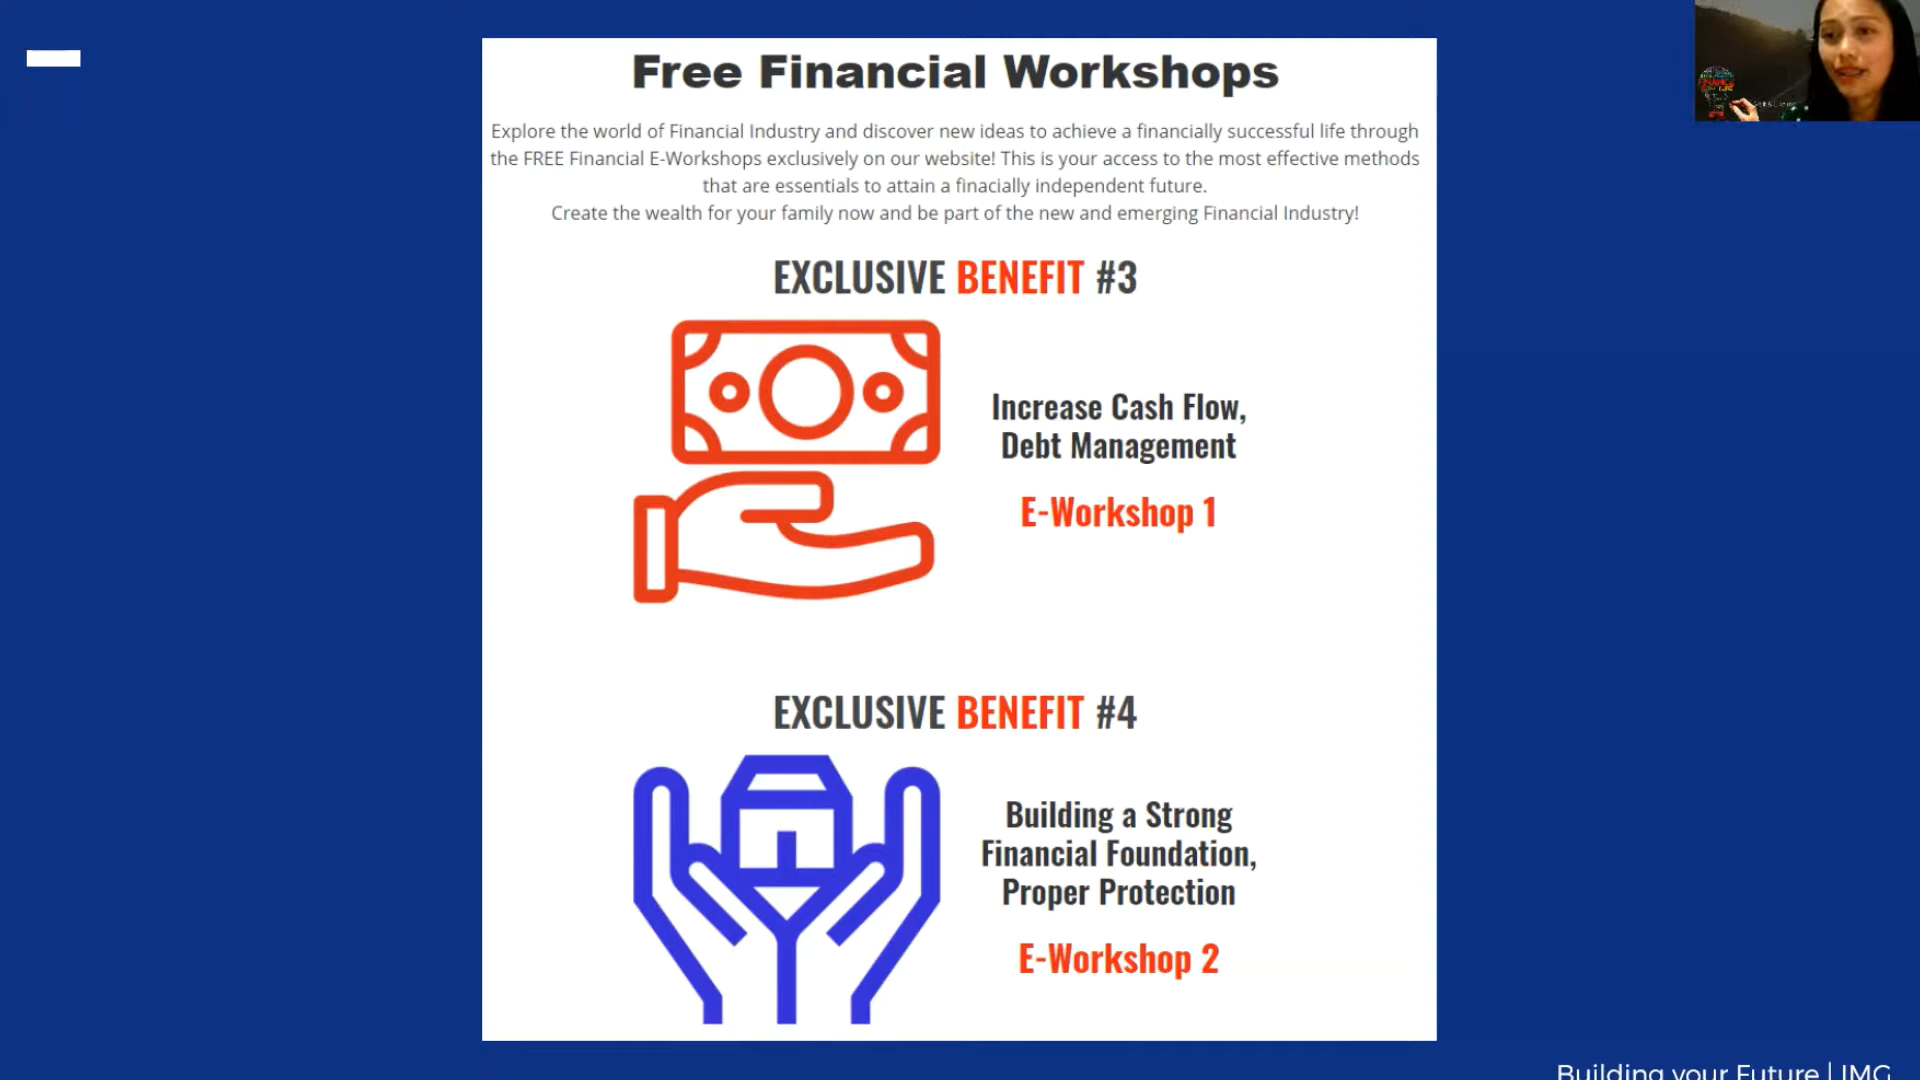 Free Financial Workshops
Explore the world of Financial Industry and discover new ideas to achieve a financially successful life through
the FREE Financial E-Workshops exclusively on our website! This is your access to the most effective methods
that are essentials to attain a finacially independent future.
Create the wealth for your family now and be part of the new and emerging Financial Industry!
EXCLUSIVE BENEFIT #3
Increase Cash Flow,
Debt Management
E-Workshop 1
EXCLUSIVE BENEFIT #4
Building a Strong
Financial Foundation,
Proper Protection
E-Workshop 2
Building your Future | IMG